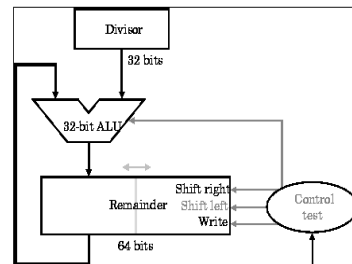 Divisor
32 bits
32-bit ALU
Shift right
Remainder
Shift left
Write
Control
test
64 bits